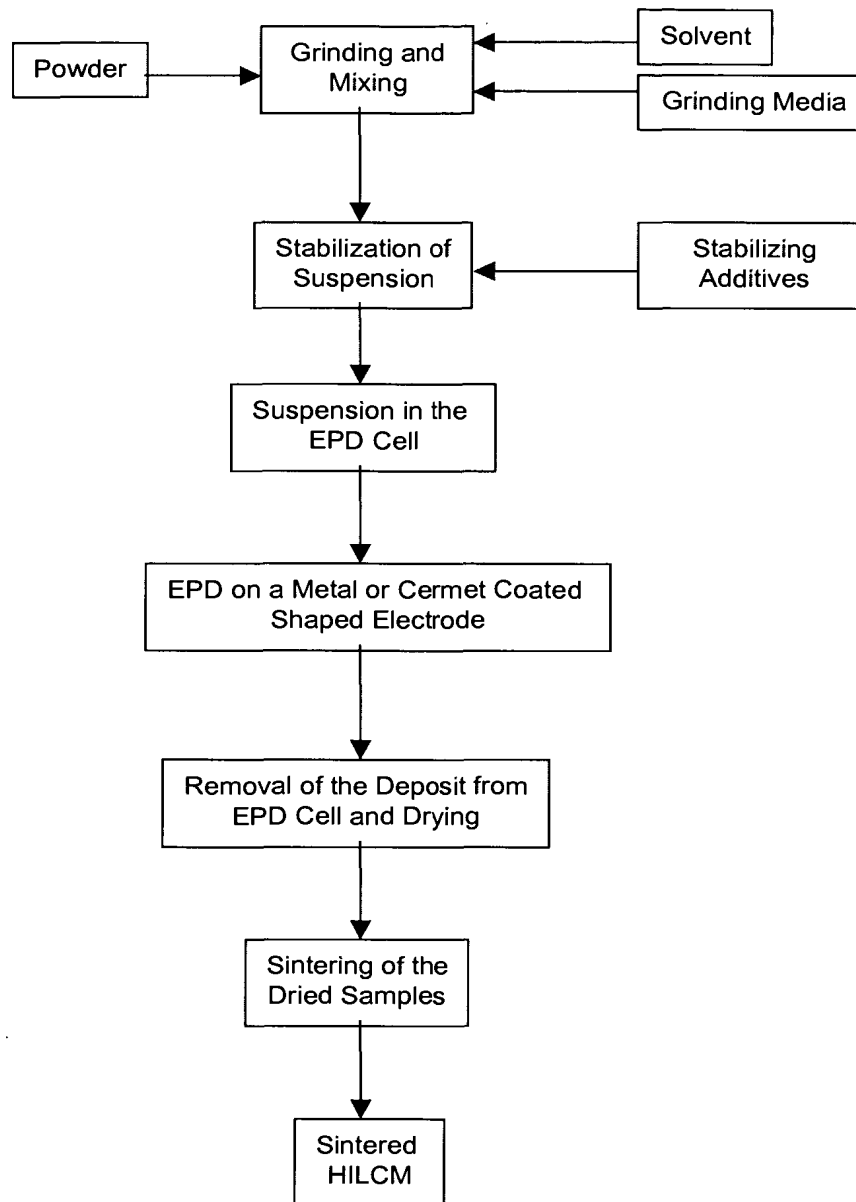 Powder
Grinding and
Mixing
Solvent
Grinding Media
Stabilization of
Suspension
Stabilizing
Additives
Suspension in the
EPD Cell
EPD on a Metal or Cermet Coated
Shaped Electrode
Removal of the Deposit from
EPD Cell and Drying
Sintering of the
Dried Samples
Sintered
HILCM